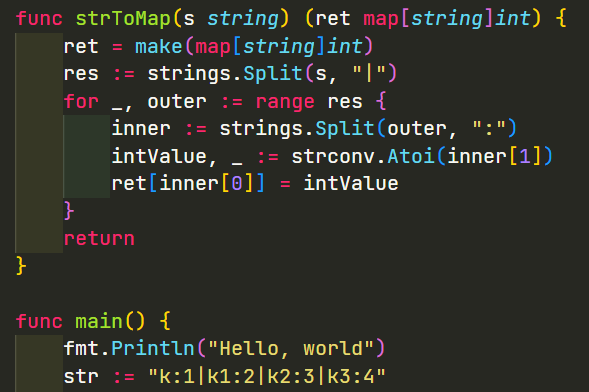 func strToMap(s string) (ret map[string]int) {
    ret = make(map[string]int)
    res := strings.Split(s, "|")
    for _, outer := range res {
        inner := strings.Split(outer, ":")
        intValue, _ := strconv.Atoi(inner[1])
        ret[inner[0]] = intValue
    }
    return
}

func main() {
    fmt.Println("Hello, world")
    str := "k:1|k1:2|k2:3|k3:4"